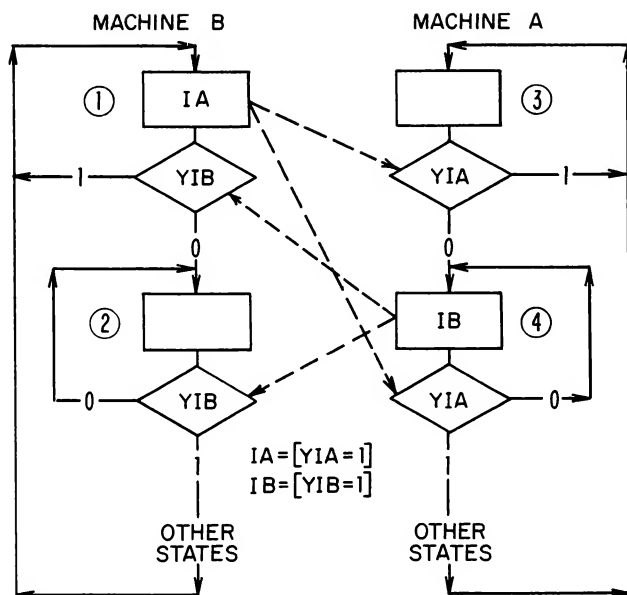 MACHINE B
MACHINE A
1
IA
3
YIB
1
YIA
1
0
0
2
IB
4
YIB
0
YIA
0
IA=[YIA=1]
IB=[YIB=1]
1
1
OTHER
STATES
OTHER
STATES